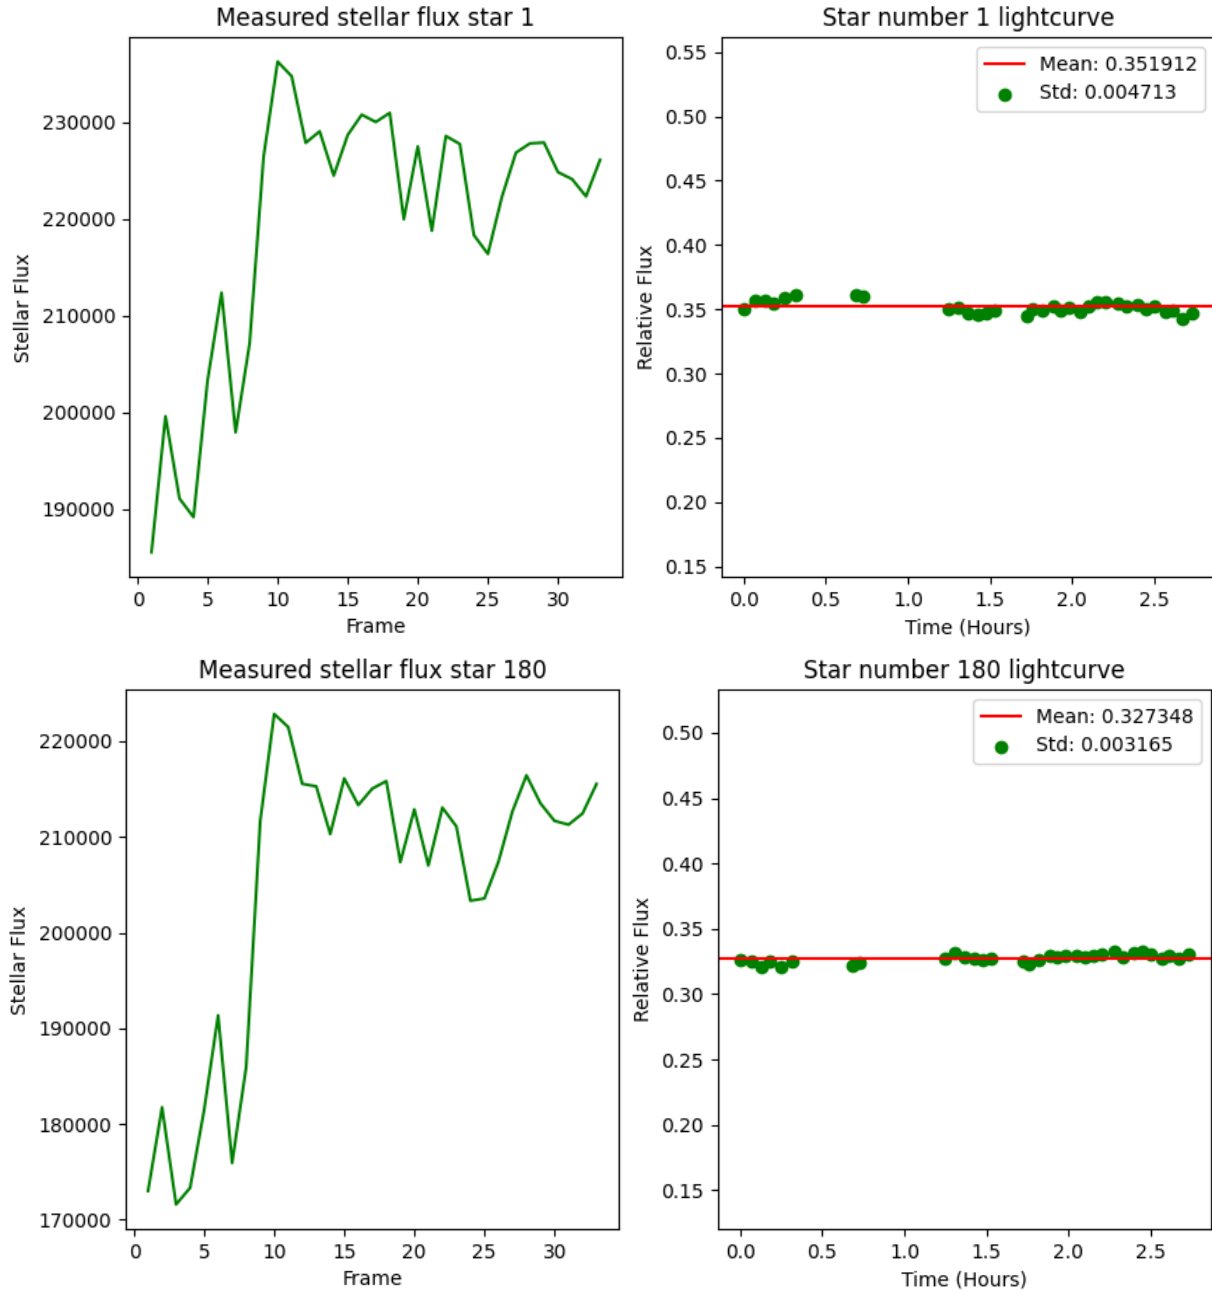 Measured stellar flux star 1
230000
220000
210000
200000
190000
Stellar Flux
0 5 10 15 20 25 30
Frame
Star number 1 lightcurve
Mean: 0.351912
Std: 0.004713
0.55
0.50
0.45
0.40
0.35
0.30
0.25
0.20
0.15
Relative Flux
0.0 0.5 1.0 1.5 2.0 2.5
Time (Hours)
Measured stellar flux star 180
220000
210000
200000
190000
180000
170000
Stellar Flux
0 5 10 15 20 25 30
Frame
Star number 180 lightcurve
Mean: 0.327348
Std: 0.003165
0.50
0.45
0.40
0.35
0.30
0.25
0.20
0.15
Relative Flux
0.0 0.5 1.0 1.5 2.0 2.5
Time (Hours)